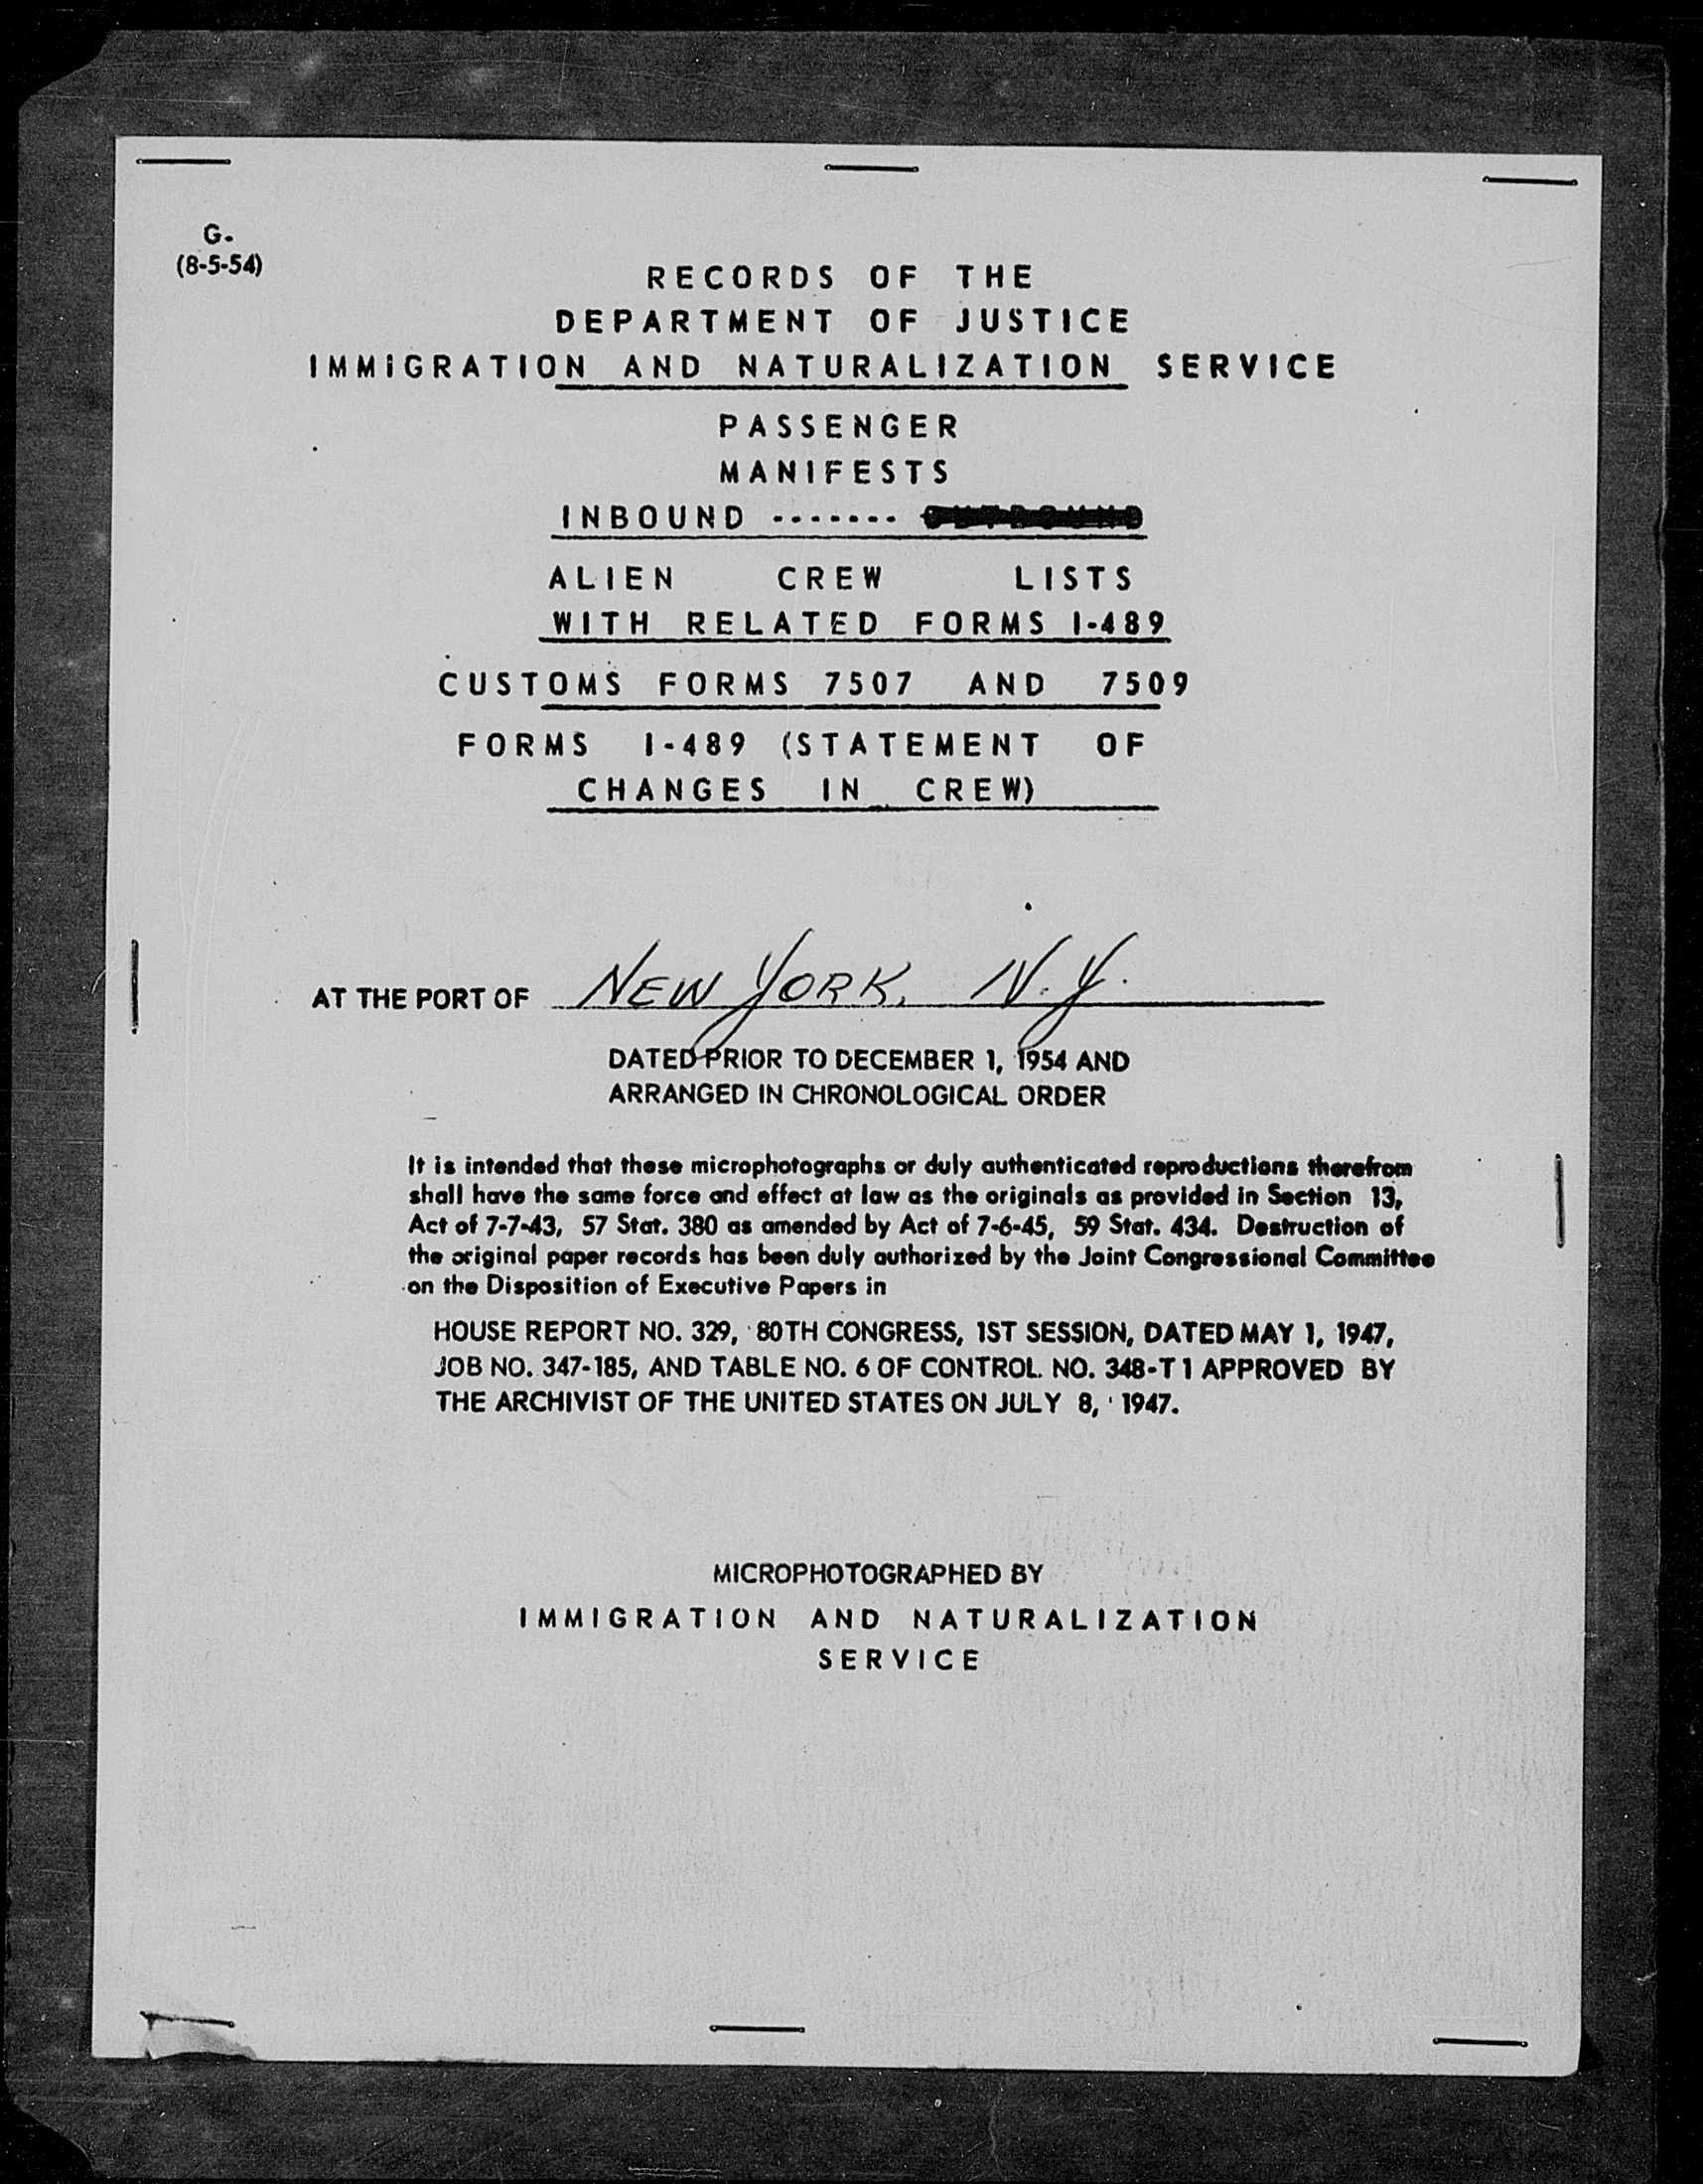 G.
(8-5-54)
RECORDS OF THE
DEPARTMENT OF JUSTICE
IMMIGRATION AND NATURALIZATION SERVICE
PASSENGER
MANIFESTS
INBOUND ------- OUTBOUND
ALIEN CREW LISTS
WITH RELATED FORMS I-489
CUSTOMS FORMS 7507 AND 7509
FORMS I-489 (STATEMENT OF
CHANGES IN CREW)
AT THE PORT OF NEW YORK, N.Y.
DATED PRIOR TO DECEMBER 1, 1954 AND
ARRANGED IN CHRONOLOGICAL ORDER
It is intended that these microphotographs or duly authenticated reproductions therefrom
shall have the same force and effect at law as the originals as provided in Section 13,
Act of 7-7-43, 57 Stat. 380 as amended by Act of 7-6-45, 59 Stat. 434. Destruction of
the original paper records has been duly authorized by the Joint Congressional Committee
on the Disposition of Executive Papers in
HOUSE REPORT NO. 329, 80TH CONGRESS, 1ST SESSION, DATED MAY 1, 1947,
JOB NO. 347-185, AND TABLE NO. 6 OF CONTROL NO. 348-T1 APPROVED BY
THE ARCHIVIST OF THE UNITED STATES ON JULY 8, 1947.
MICROPHOTOGRAPHED BY
IMMIGRATION AND NATURALIZATION
SERVICE